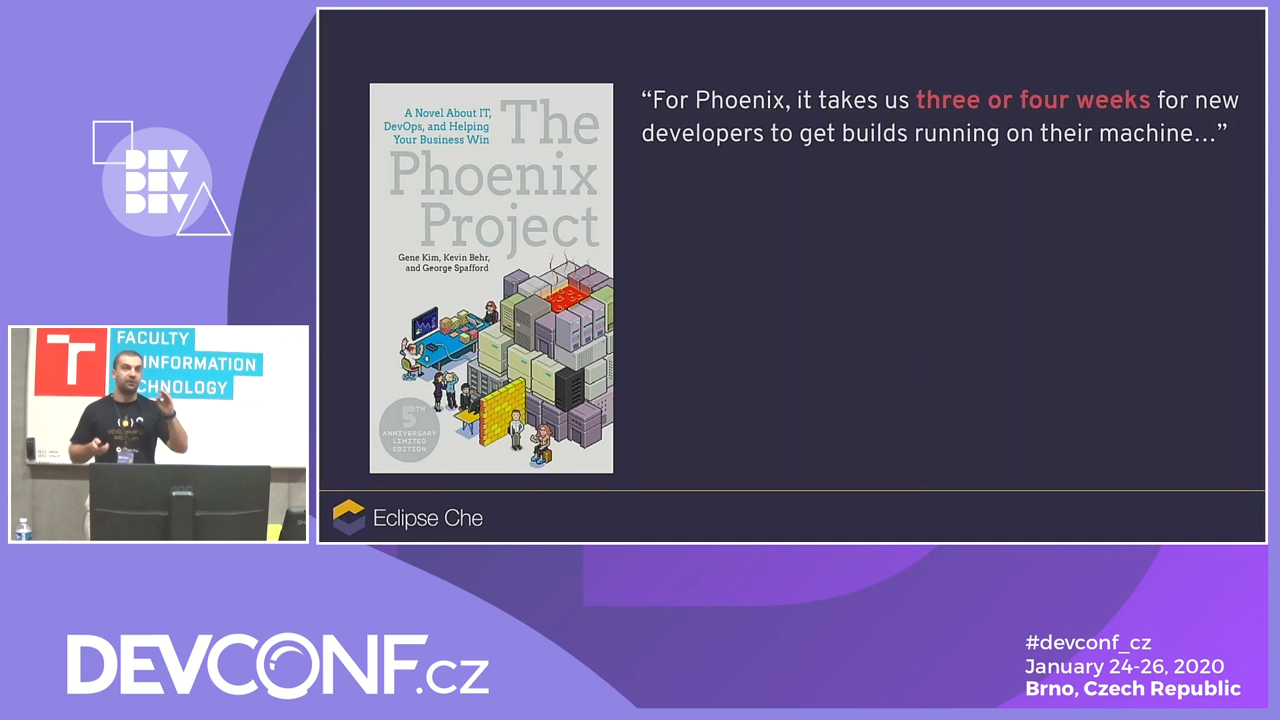 DEV
DEV
DEV
FACULTY
INFORMATION
CHNOLOGY
A Novel About IT,
DevOps, and Helping
Your Business Win
The
Phoenix
Project
Gene Kim, Kevin Behr,
and George Spafford
5TH
ANNIVERSARY
LIMITED
EDITION
“For Phoenix, it takes us three or four weeks for new
developers to get builds running on their machine…”
Eclipse Che
DEVCONF.cz
#devconf_cz
January 24-26, 2020
Brno, Czech Republic